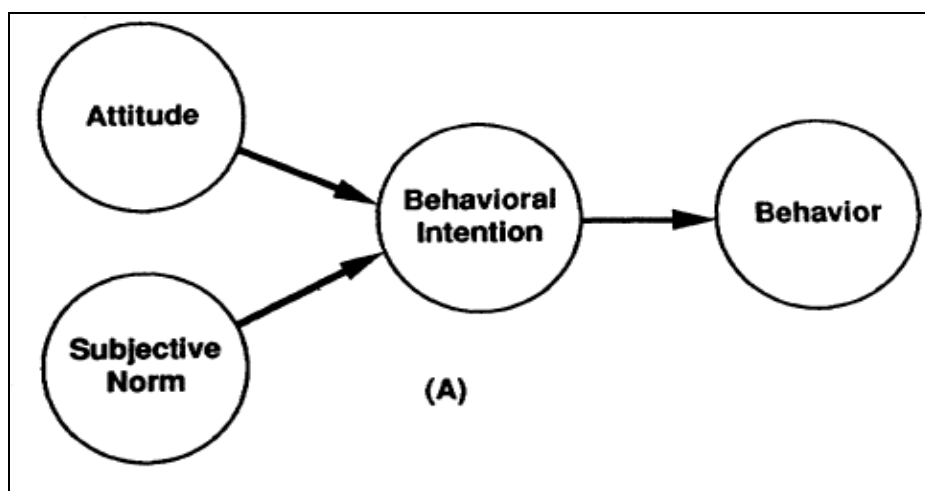 Attitude
Behavioral
Intention
Behavior
Subjective
Norm
(A)